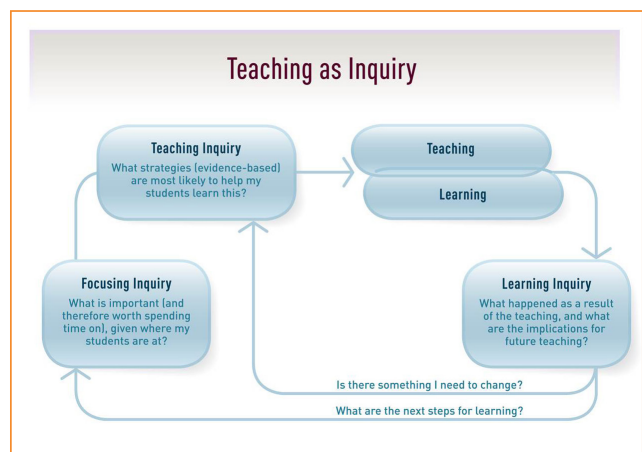 Teaching as Inquiry
Teaching Inquiry
What strategies (evidence-based)
are most likely to help my
students learn this?
Teaching
Learning
Focusing Inquiry
What is important (and
therefore worth spending
time on), given where my
students are at?
Learning Inquiry
What happened as a result
of the teaching, and what
are the implications for
future teaching?
Is there something I need to change?
What are the next steps for learning?